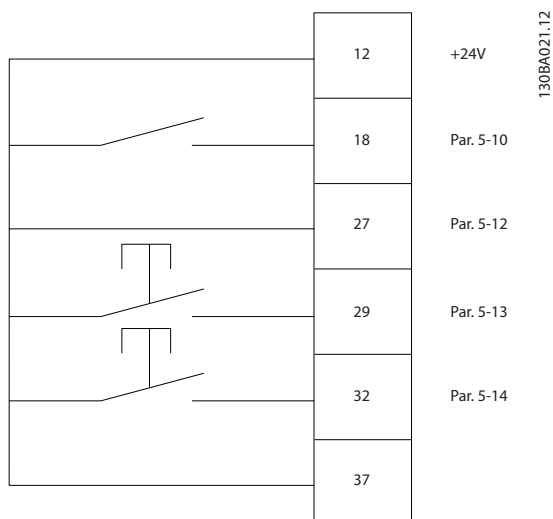 12 +24V
18 Par. 5-10
27 Par. 5-12
29 Par. 5-13
32 Par. 5-14
37
130BA021.12